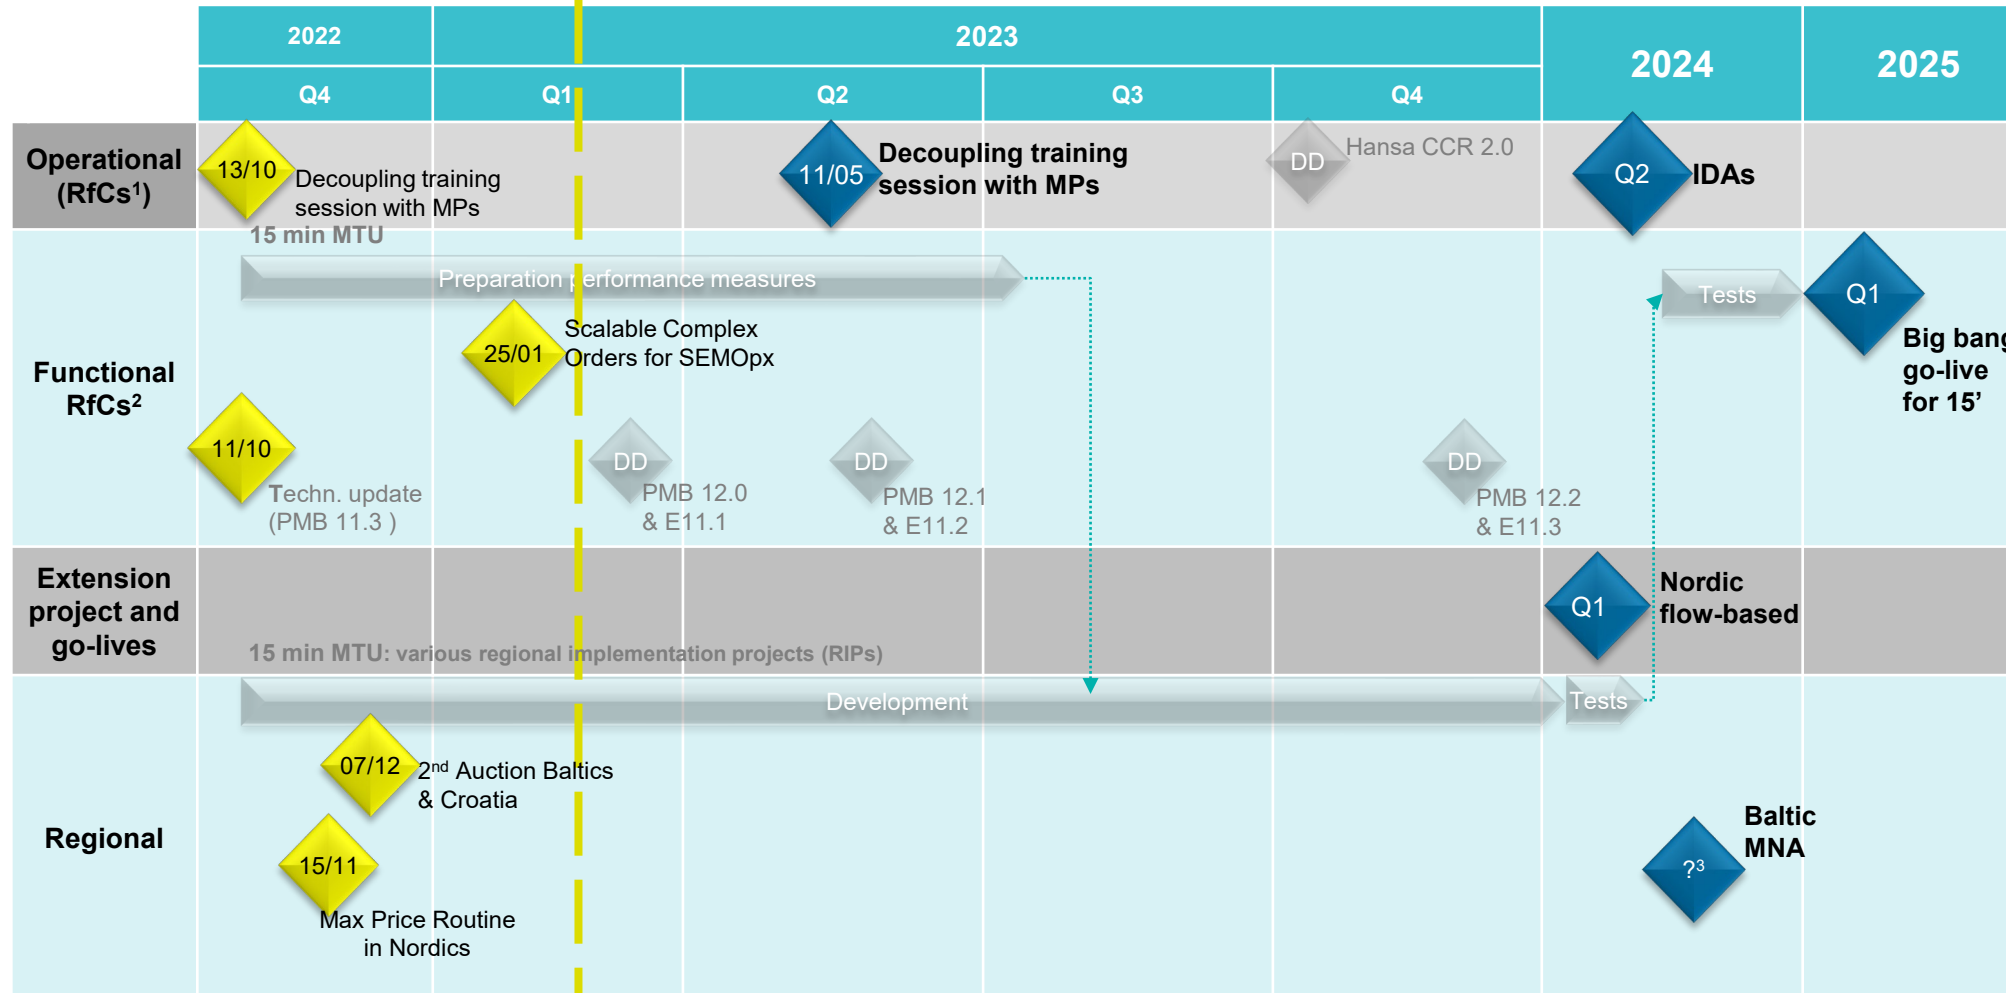 2022
2023
2024
2025
Q4
Q1
Q2
Q3
Q4
Operational
(RfCs¹)
13/10
Decoupling training
session with MPs
11/05
Decoupling training
session with MPs
DD
Hansa CCR 2.0
Q2
IDAs
Functional
RfCs²
15 min MTU
Preparation performance measures
Tests
Q1
Big bang
go-live
for 15’
25/01
Scalable Complex
Orders for SEMOpx
11/10
Techn. update
(PMB 11.3 )
DD
PMB 12.0
& E11.1
DD
PMB 12.1
& E11.2
DD
PMB 12.2
& E11.3
Extension
project and
go-lives
Q1
Nordic
flow-based
15 min MTU: various regional implementation projects (RIPs)
Regional
Development
Tests
07/12
2nd Auction Baltics
& Croatia
15/11
Max Price Routine
in Nordics
?³
Baltic
MNA